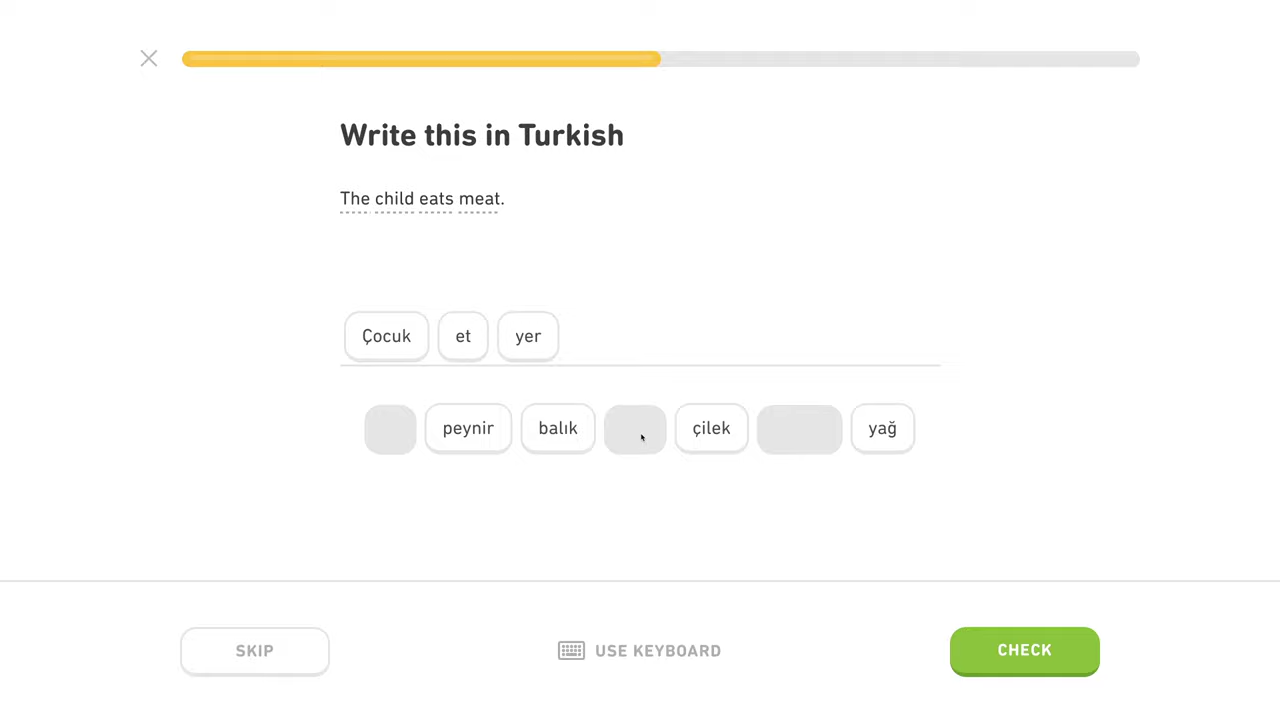 Write this in Turkish
The child eats meat.
Çocuk et yer
peynir balık çilek yağ
SKIP USE KEYBOARD CHECK